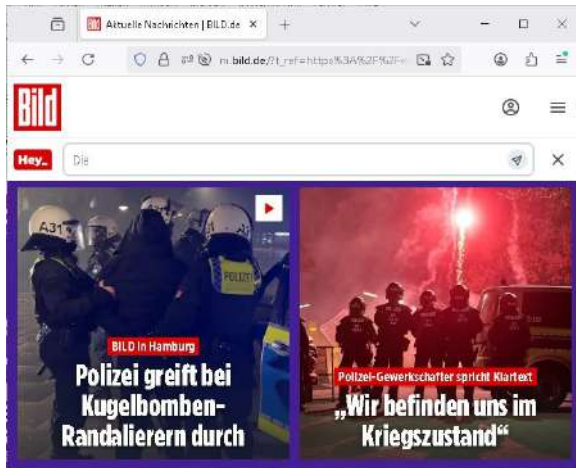 Aktuelle Nachrichten | BILD.de
m.bild.de/?t_ref=https%3A%2F%2F
Bild
Hey_
Die
A31
POLIZEI
BILD in Hamburg
Polizei greift bei
Kugelbomben-
Randalierern durch
Polizei-Gewerkschafter spricht Klartext
„Wir befinden uns im
Kriegszustand“